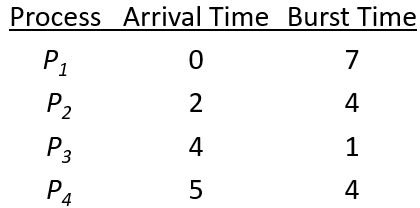 Process Arrival Time Burst Time
P₁ 0 7
P₂ 2 4
P₃ 4 1
P₄ 5 4